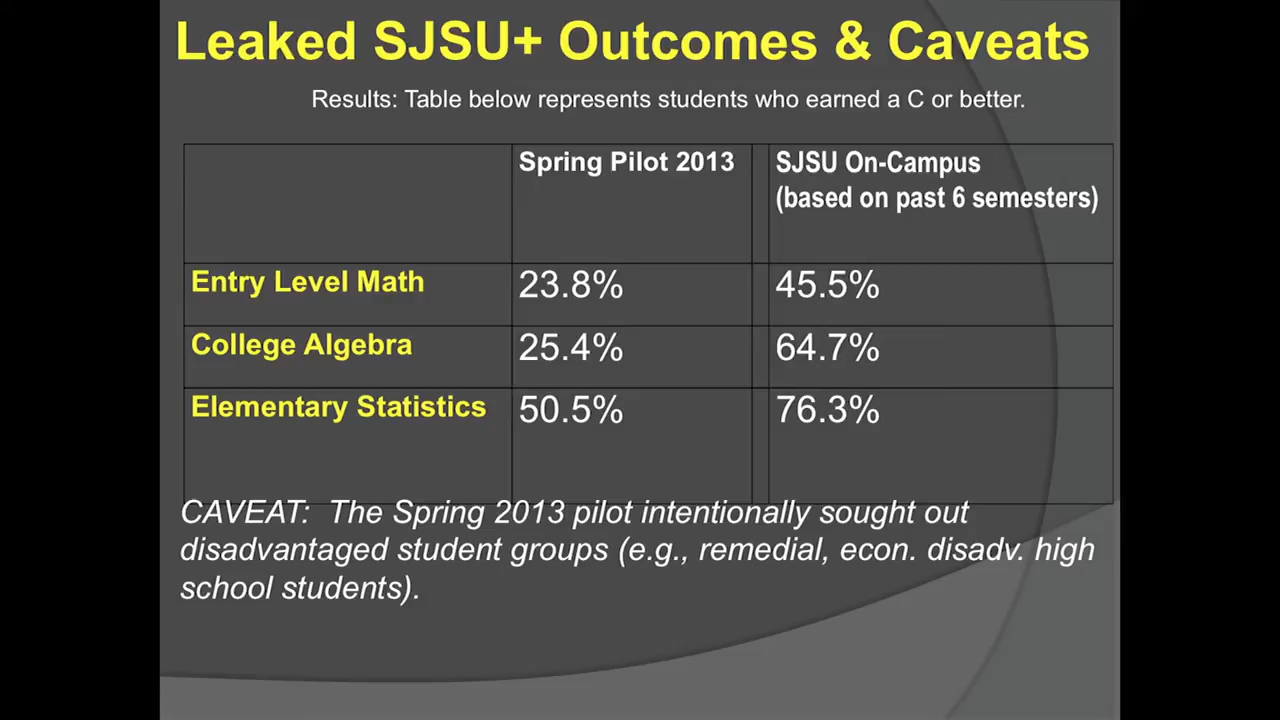 Leaked SJSU+ Outcomes & Caveats
Results: Table below represents students who earned a C or better.
Spring Pilot 2013 SJSU On-Campus
(based on past 6 semesters)
Entry Level Math 23.8% 45.5%
College Algebra 25.4% 64.7%
Elementary Statistics 50.5% 76.3%
CAVEAT: The Spring 2013 pilot intentionally sought out
disadvantaged student groups (e.g., remedial, econ. disadv. high
school students).